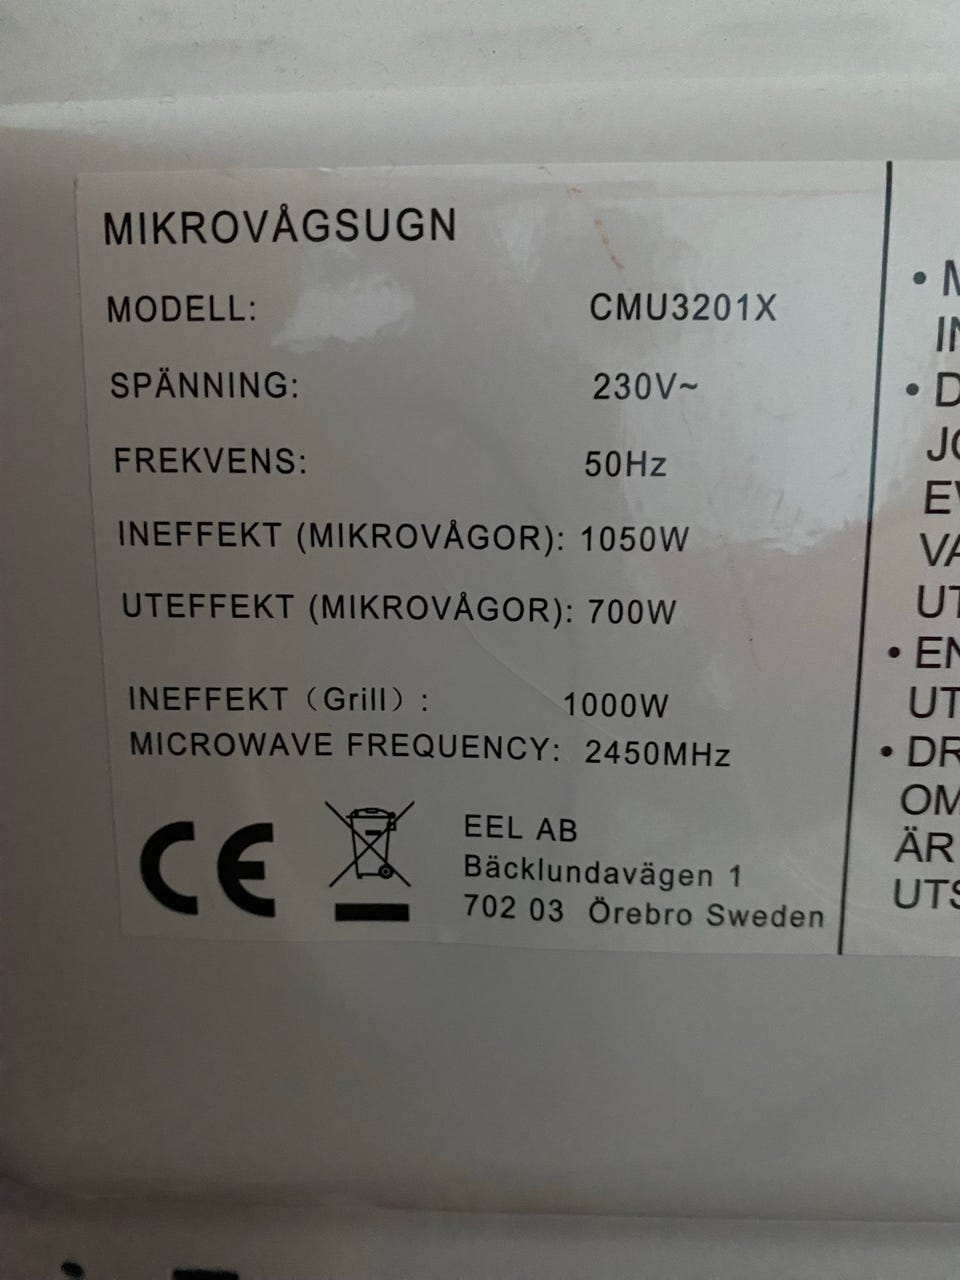 MIKROVÅGSUGN
MODELL: CMU3201X
SPÄNNING: 230V~
FREKVENS: 50Hz
INEFFEKT (MIKROVÅGOR): 1050W
UTEFFEKT (MIKROVÅGOR): 700W
INEFFEKT (Grill) : 1000W
MICROWAVE FREQUENCY: 2450MHz
CE
EEL AB
Bäcklundavägen 1
702 03 Örebro Sweden
ÄR